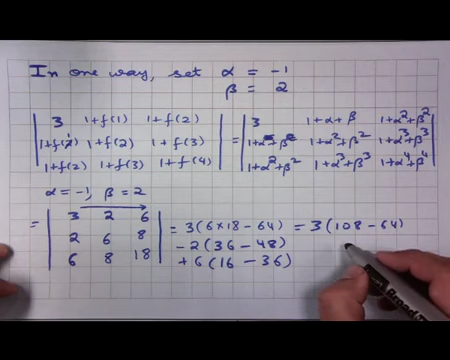 In one way, set α = -1
β = 2
| 3 1+f(1) 1+f(2) | = | 3 1+α+β 1+α²+β² |
| 1+f(1) 1+f(2) 1+f(3) | | 1+α+β 1+α²+β² 1+α³+β³ |
| 1+f(2) 1+f(3) 1+f(4) | | 1+α²+β² 1+α³+β³ 1+α⁴+β⁴ |
α = -1, β = 2
= | 3 2 6 | = 3(6×18 - 64) = 3(108 - 64)
| 2 6 8 | - 2(36 - 48)
| 6 8 18 | + 6(16 - 36)